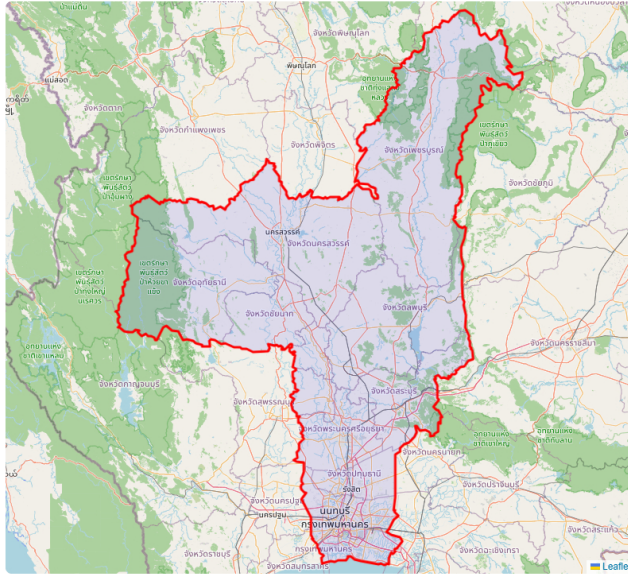 ป่าแม่ตื่น
แม่สอด
จังหวัดตาก
จังหวัดกำแพงเพชร
พิษณุโลก
จังหวัดพิษณุโลก
จังหวัดพิจิตร
อุทยานแห่ง
จังหวัดเพชรบูรณ์
เขตรักษา
พันธุ์สัตว์
ป่าภูเขียว
จังหวัดชัยภูมิ
เขตรักษา
พันธุ์สัตว์
ป่าอุ้มผาง
นครสวรรค์
จังหวัดนครสวรรค์
เขตรักษา
พันธุ์สัตว์
ป่าทุ่งใหญ่
นเรศวร
เขตรักษา
พันธุ์สัตว์
ป่าห้วยขา
แข้ง
จังหวัดอุทัยธานี
จังหวัดชัยนาท
จังหวัดลพบุรี
จังหวัดนครราชสีมา
อุทยานแห่ง
ชาติเขาแหลม
จังหวัดกาญจนบุรี
จังหวัดสุพรรณบุ
จังหวัดสระบุรี
จังหวัดพระนครศรีอยุธยา
จังหวัดนครนายก
อุทยานแห่ง
ชาติเขาใหญ่
อุทยานแห่ง
ชาติทับลาน
จังหวัดปทุมธานี
รังสิต
จังหวัดปราจีนบุรี
นครปฐม
จังหวัดนครปฐ
นนทบุรี
กรุงเทพมหานคร
จังหวัดสระแก้ว
จังหวัดราชบุรี
กรุงเทพมหานคร
จังหวัดฉะเชิงเทรา
จังหวัดสมุทรสาคร
Leafle